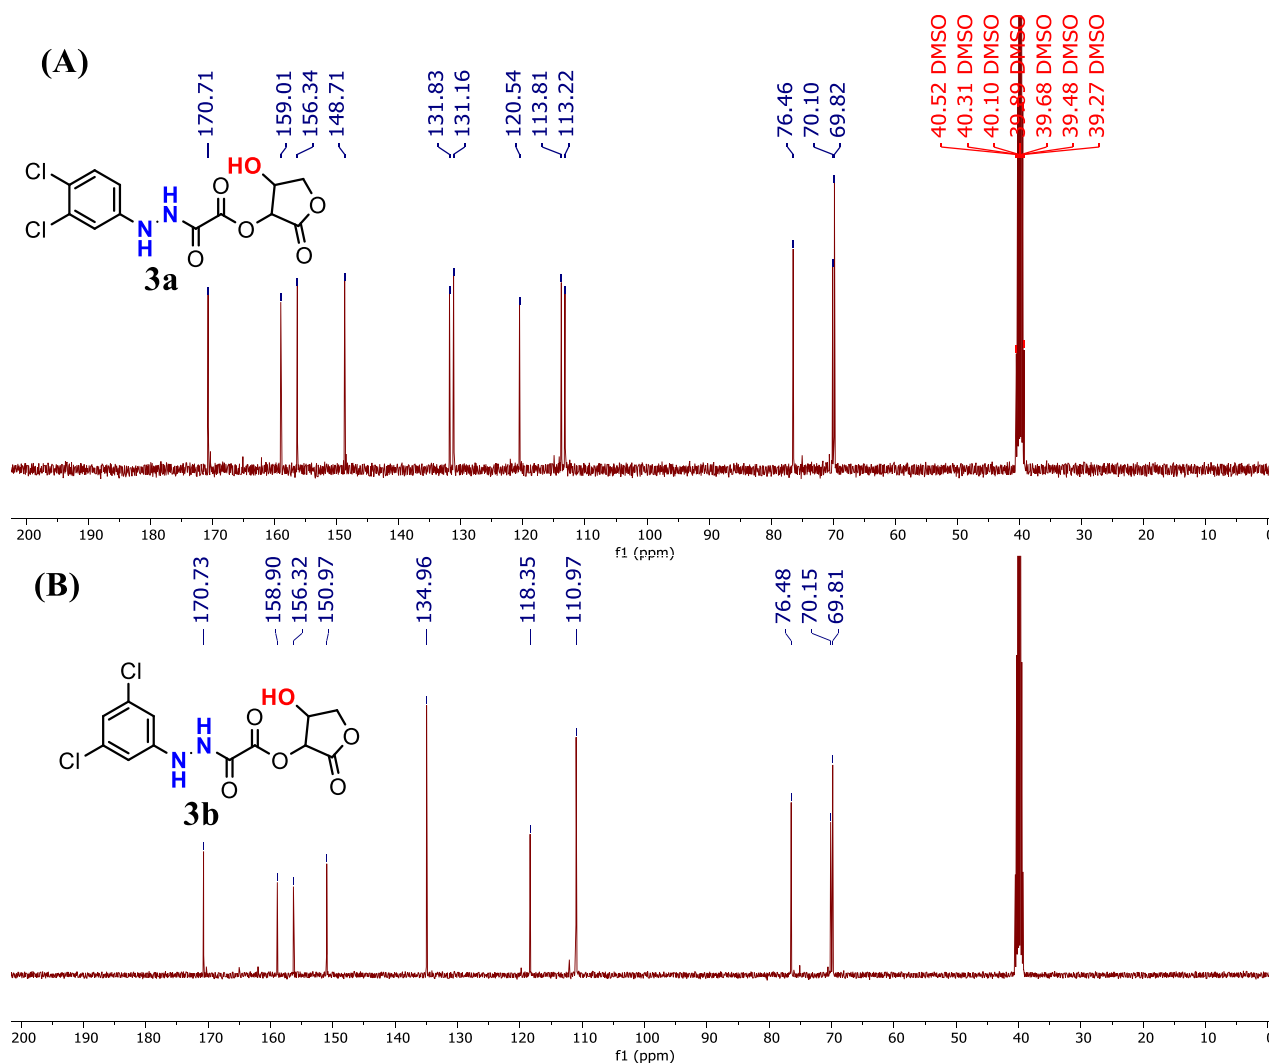 (A)
170.71
159.01
156.34
148.71
131.83
131.16
120.54
113.81
113.22
76.46
70.10
69.82
40.52 DMSO
40.31 DMSO
40.10 DMSO
39.89 DMSO
39.68 DMSO
39.48 DMSO
39.27 DMSO
HO
O
Cl
H
N
O
Cl
N
O
O
H
O
O
3a
200 190 180 170 160 150 140 130 120 110 100 90 80 70 60 50 40 30 20 10 0
f1 (ppm)
(B)
170.73
158.90
156.32
150.97
134.96
118.35
110.97
76.48
70.15
69.81
Cl
HO
O
H
N
O
Cl
N
O
O
H
O
O
3b
200 190 180 170 160 150 140 130 120 110 100 90 80 70 60 50 40 30 20 10 0
f1 (ppm)